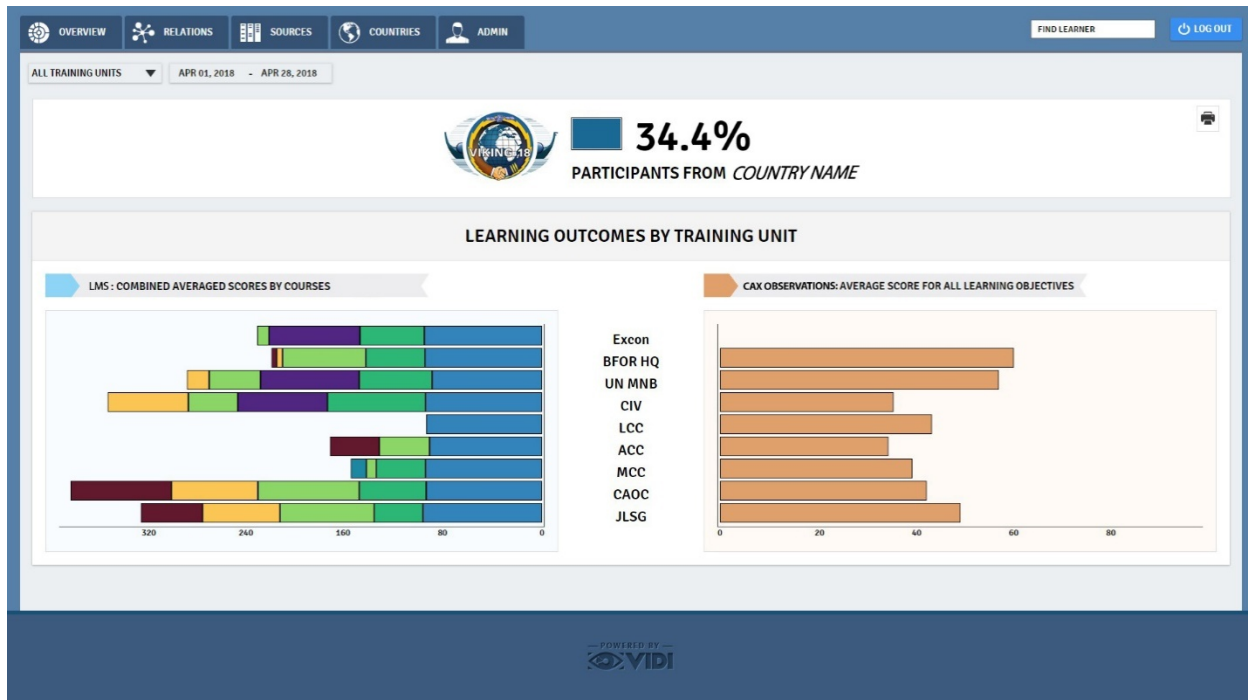 OVERVIEW RELATIONS SOURCES COUNTRIES ADMIN FIND LEARNER LOG OUT
ALL TRAINING UNITS APR 01, 2018 - APR 28, 2018
VIKING 18
34.4%
PARTICIPANTS FROM COUNTRY NAME
LEARNING OUTCOMES BY TRAINING UNIT
LMS : COMBINED AVERAGED SCORES BY COURSES
CAX OBSERVATIONS: AVERAGE SCORE FOR ALL LEARNING OBJECTIVES
Excon
BFOR HQ
UN MNB
CIV
LCC
ACC
MCC
CAOC
JLSG
320 240 160 80 0
0 20 40 60 80
POWERED BY
VIDI